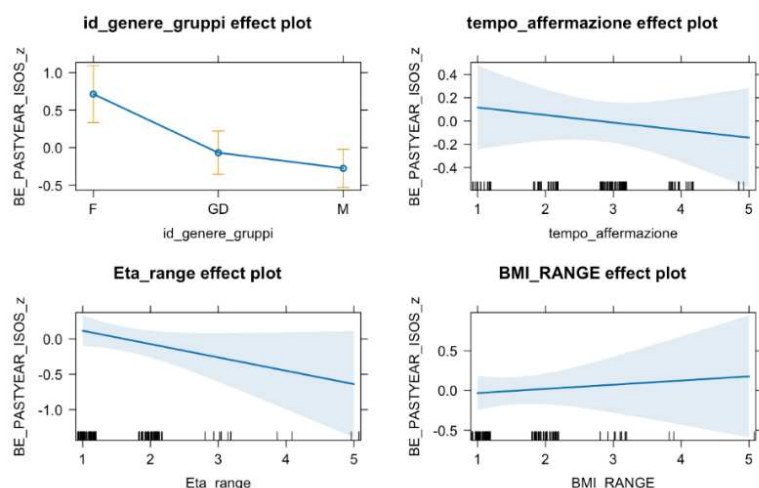 id_genere_gruppi effect plot
BE_PASTYEAR_ISOS_z
1.0
0.5
0.0
-0.5
F GD M
id_genere_gruppi
tempo_affermazione effect plot
BE_PASTYEAR_ISOS_z
0.4
0.2
0.0
-0.2
-0.4
1 2 3 4 5
tempo_affermazione
Eta_range effect plot
BE_PASTYEAR_ISOS_z
0.0
-0.5
-1.0
1 2 3 4 5
Eta_range
BMI_RANGE effect plot
BE_PASTYEAR_ISOS_z
0.5
0.0
-0.5
1 2 3 4 5
BMI_RANGE